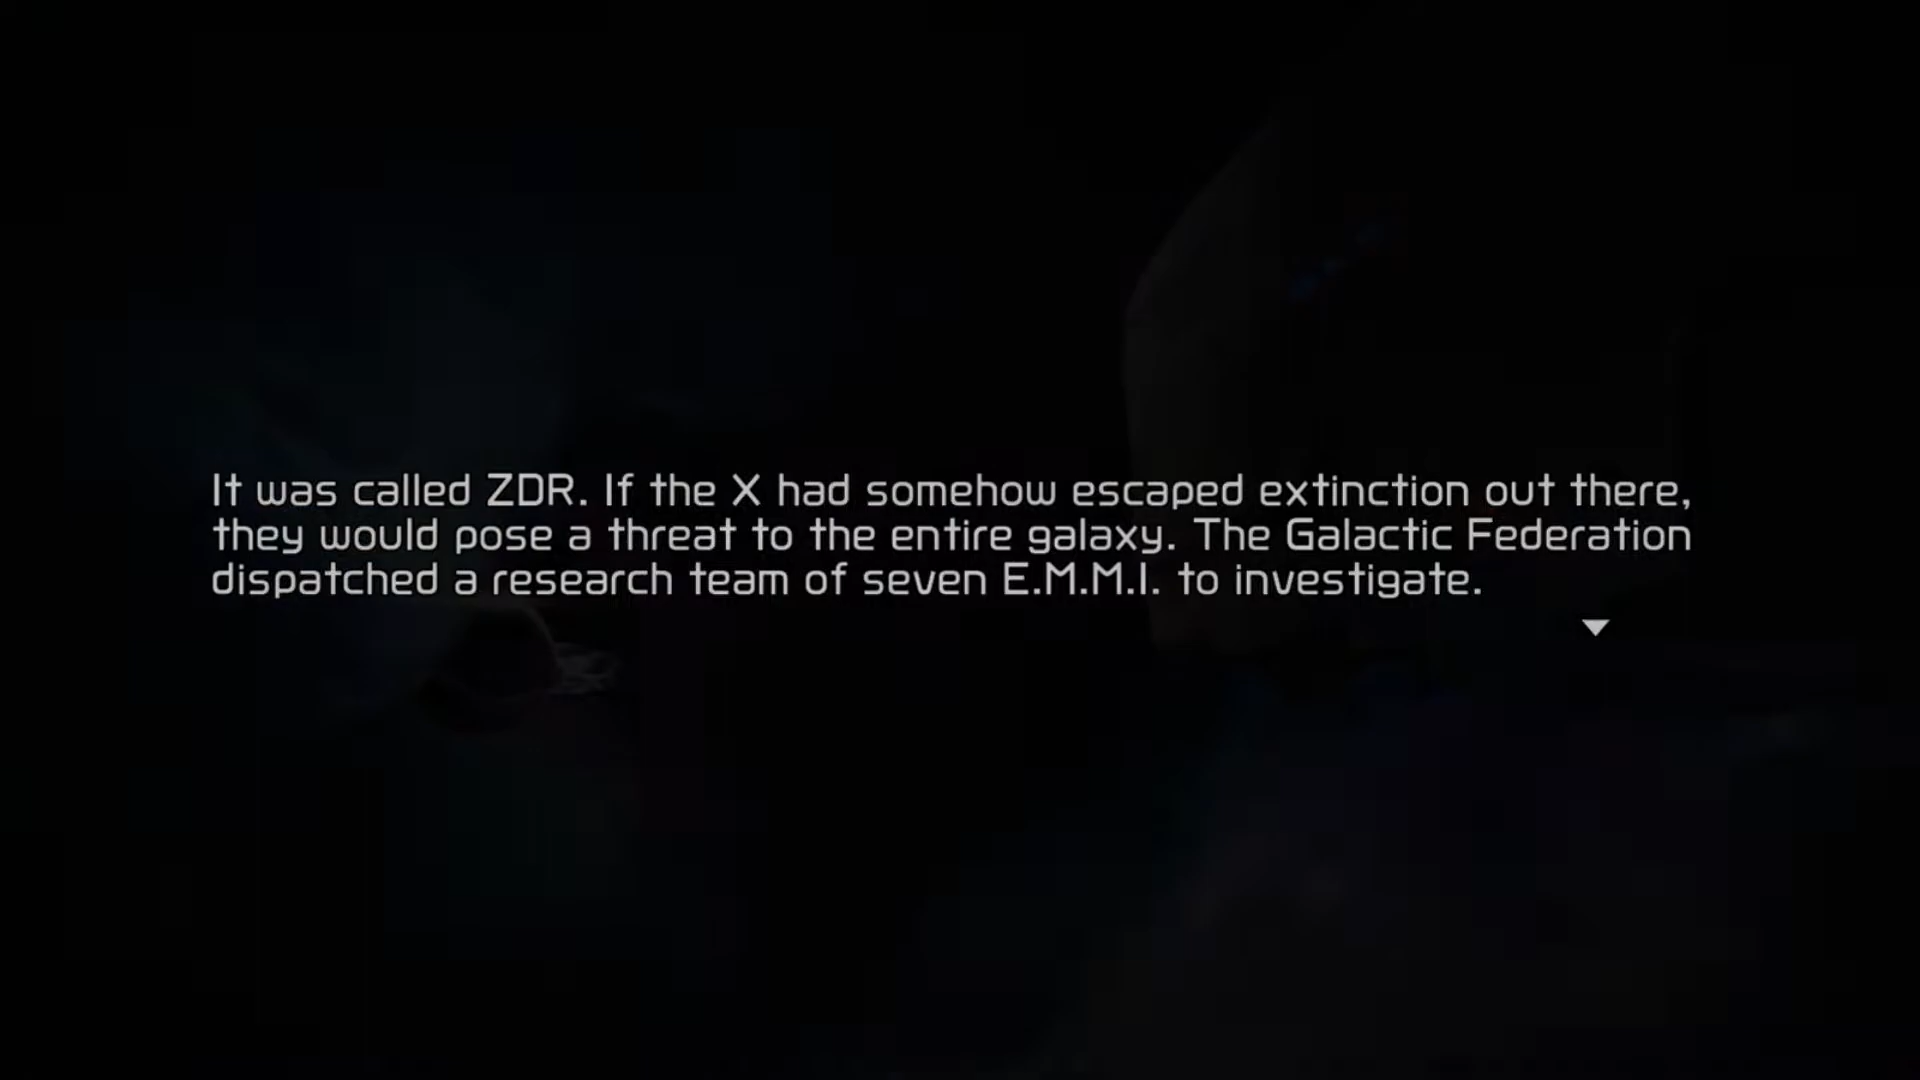 It was called ZDR. If the X had somehow escaped extinction out there,
they would pose a threat to the entire galaxy. The Galactic Federation
dispatched a research team of seven E.M.M.I. to investigate.